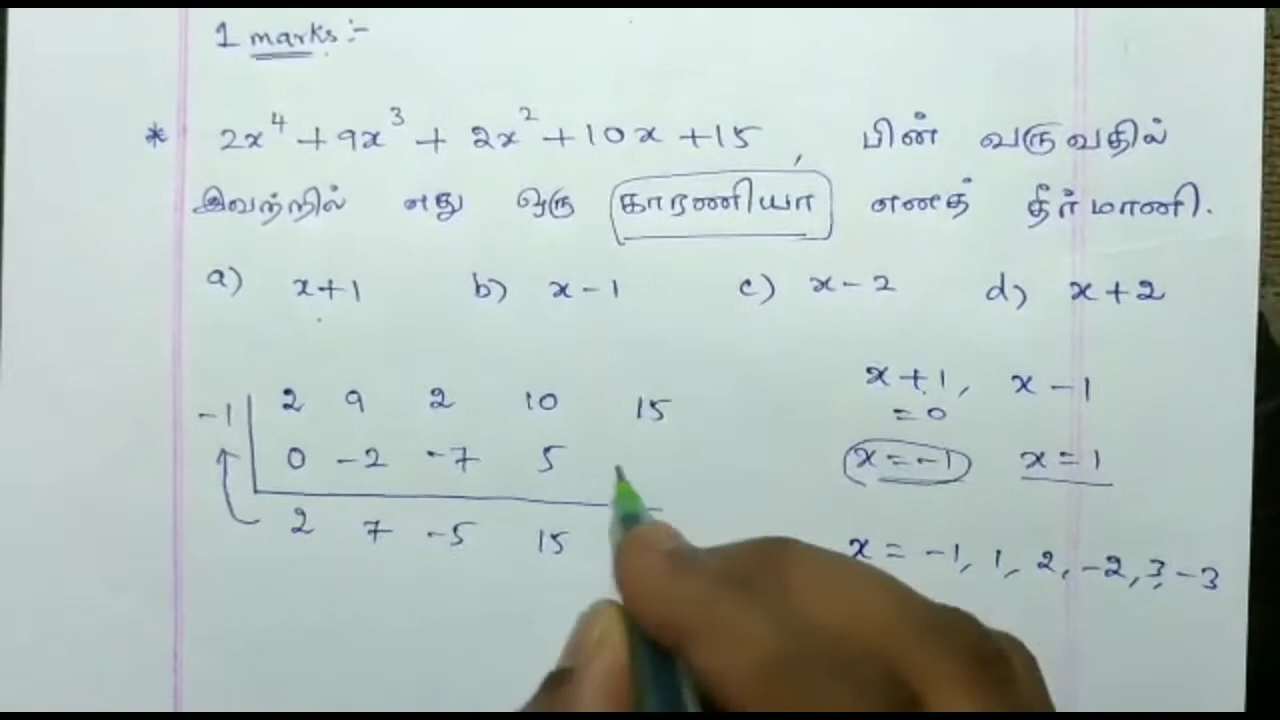 1 marks :-
* 2x⁴ + 9x³ + 2x² + 10x + 15, பின் வருவதில்
இவற்றில் எது ஒரு காரணியா எனத் தீர்மானி.
a) x+1 b) x-1 c) x-2 d) x+2
x+1, x-1
= 0
-1 | 2 9 2 10 15
0 -2 -7 5
x=-1 x=1
2 7 -5 15
x = -1, 1, 2, -2, 3, -3